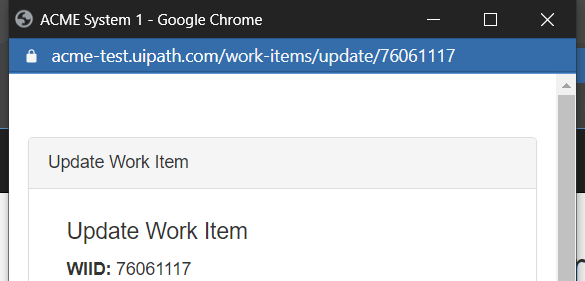 ACME System 1 - Google Chrome
acme-test.uipath.com/work-items/update/76061117
Update Work Item
Update Work Item
WIID: 76061117